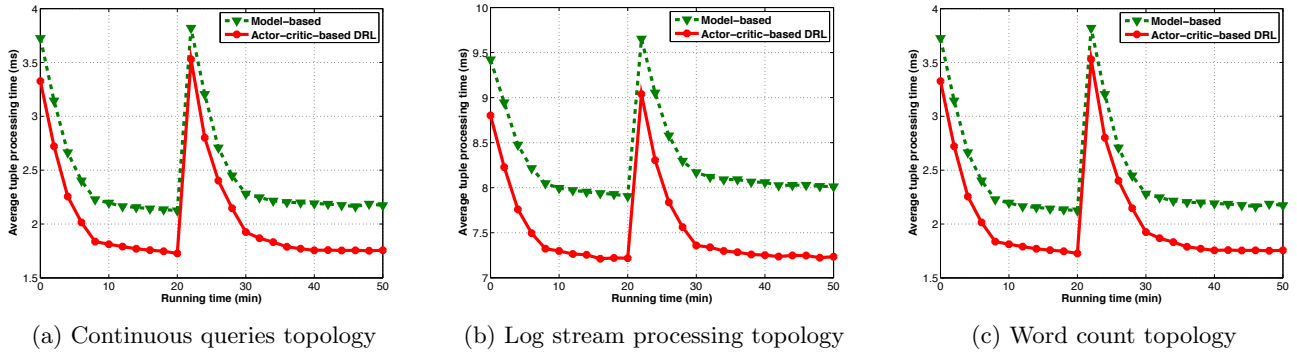 4
3.5
3
2.5
2
1.5
0
10
20
30
40
50
Average tuple processing time (ms)
Running time (min)
Model−based
Actor−critic−based DRL
(a) Continuous queries topology
10
9.5
9
8.5
8
7.5
7
0
10
20
30
40
50
Average tuple processing time (ms)
Running time (min)
Model−based
Actor−critic−based DRL
(b) Log stream processing topology
4
3.5
3
2.5
2
1.5
0
10
20
30
40
50
Average tuple processing time (ms)
Running time (min)
Model−based
Actor−critic−based DRL
(c) Word count topology